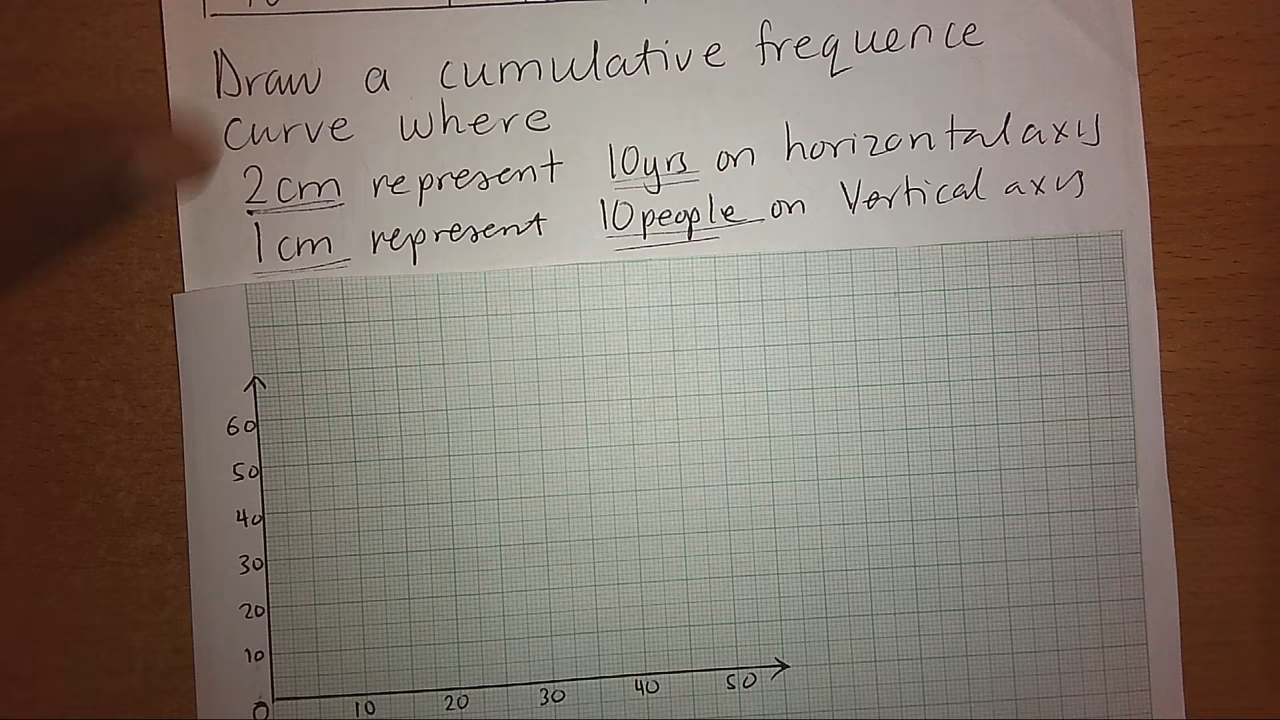 Draw a cumulative frequence
curve where
2cm represent 10yrs on horizontal axis
1cm represent 10people on Vertical axis
60
50
40
30
20
10
0 10 20 30 40 50